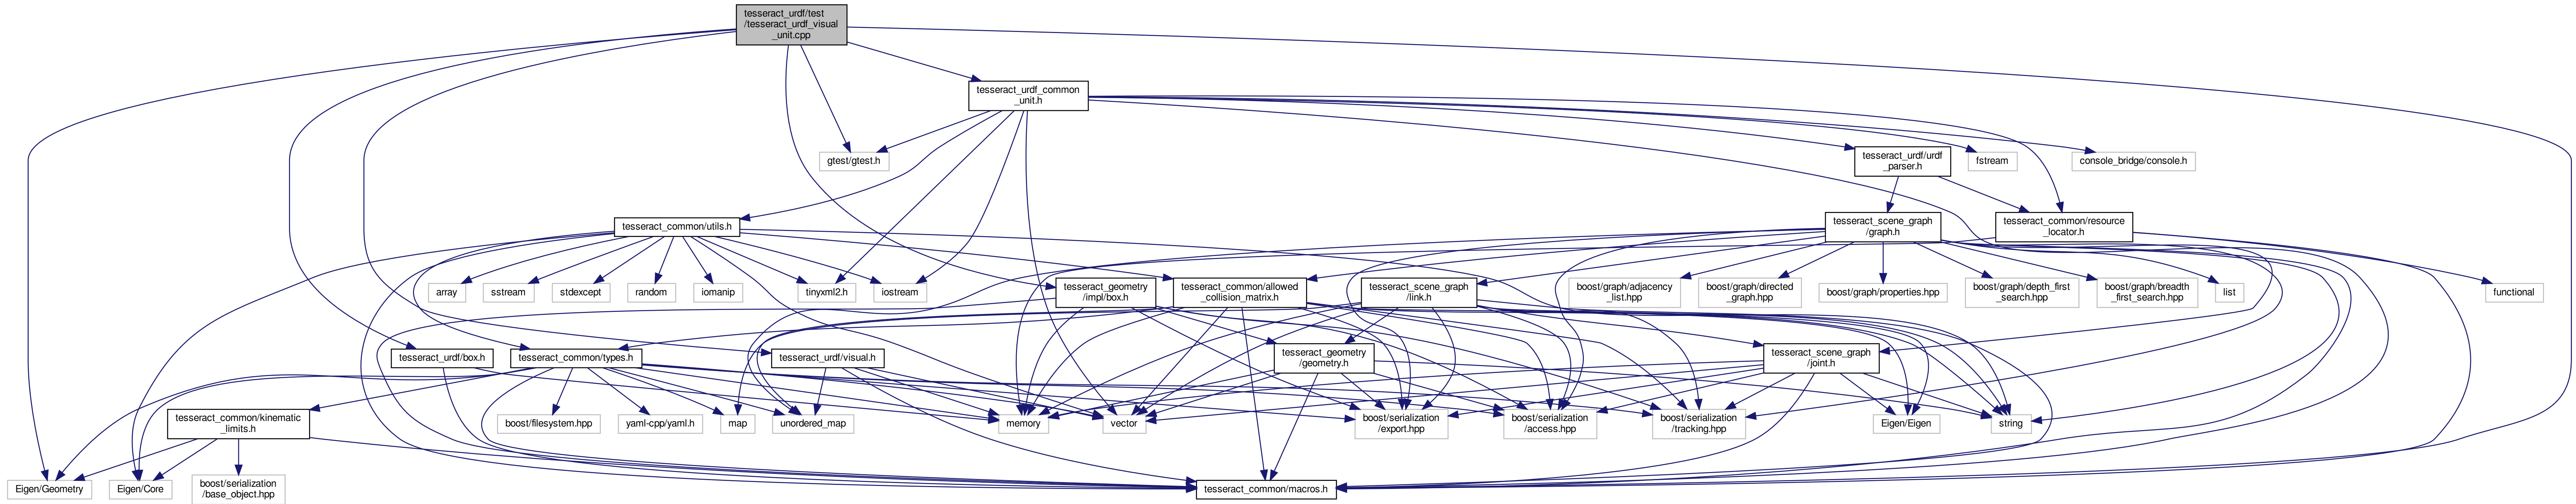 tesseract_urdf/test
/tesseract_urdf_visual
_unit.cpp
tesseract_urdf_common
_unit.h
gtest/gtest.h
tesseract_urdf/urdf
_parser.h
fstream
console_bridge/console.h
tesseract_common/utils.h
tesseract_scene_graph
/graph.h
tesseract_common/resource
_locator.h
array
sstream
stdexcept
random
iomanip
tinyxml2.h
iostream
tesseract_geometry
/impl/box.h
tesseract_common/allowed
_collision_matrix.h
tesseract_scene_graph
/link.h
boost/graph/adjacency
_list.hpp
boost/graph/directed
_graph.hpp
boost/graph/properties.hpp
boost/graph/depth_first
_search.hpp
boost/graph/breadth
_first_search.hpp
list
functional
tesseract_urdf/box.h
tesseract_common/types.h
tesseract_urdf/visual.h
tesseract_geometry
/geometry.h
tesseract_scene_graph
/joint.h
tesseract_common/kinematic
_limits.h
boost/filesystem.hpp
yaml-cpp/yaml.h
map
unordered_map
memory
vector
boost/serialization
/export.hpp
boost/serialization
/access.hpp
boost/serialization
/tracking.hpp
Eigen/Eigen
string
Eigen/Geometry
Eigen/Core
boost/serialization
/base_object.hpp
tesseract_common/macros.h